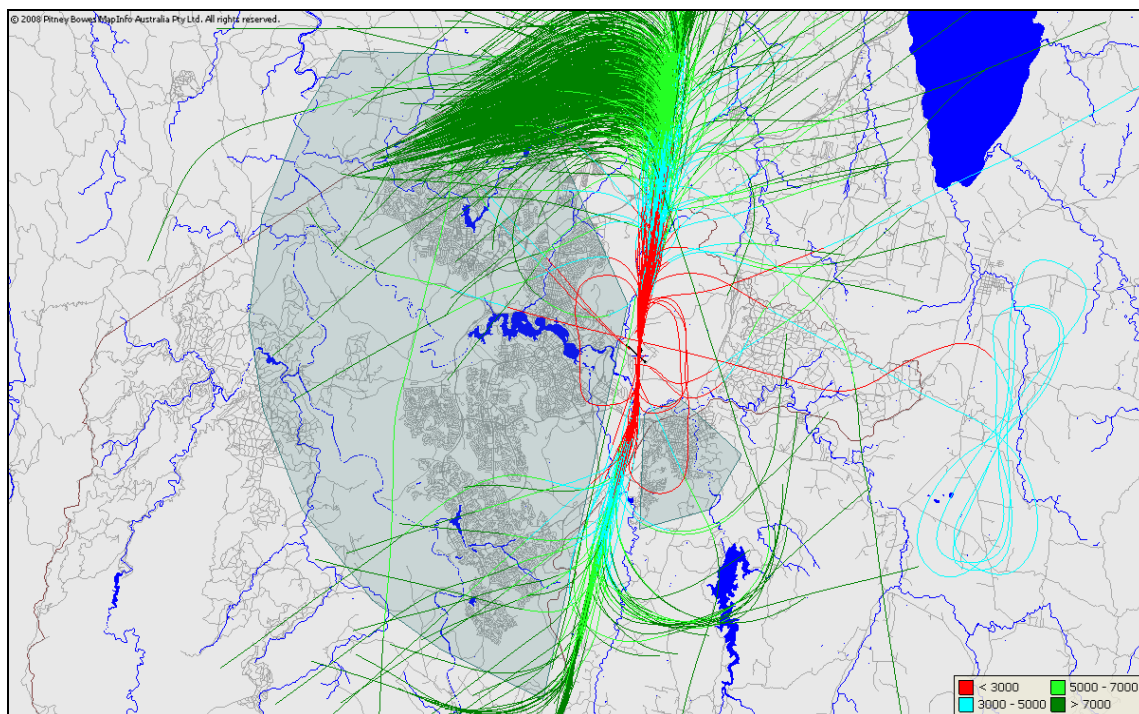 © 2008 Pitney Bowes MapInfo Australia Pty Ltd. All rights reserved.
< 3000 5000 - 7000
3000 - 5000 > 7000